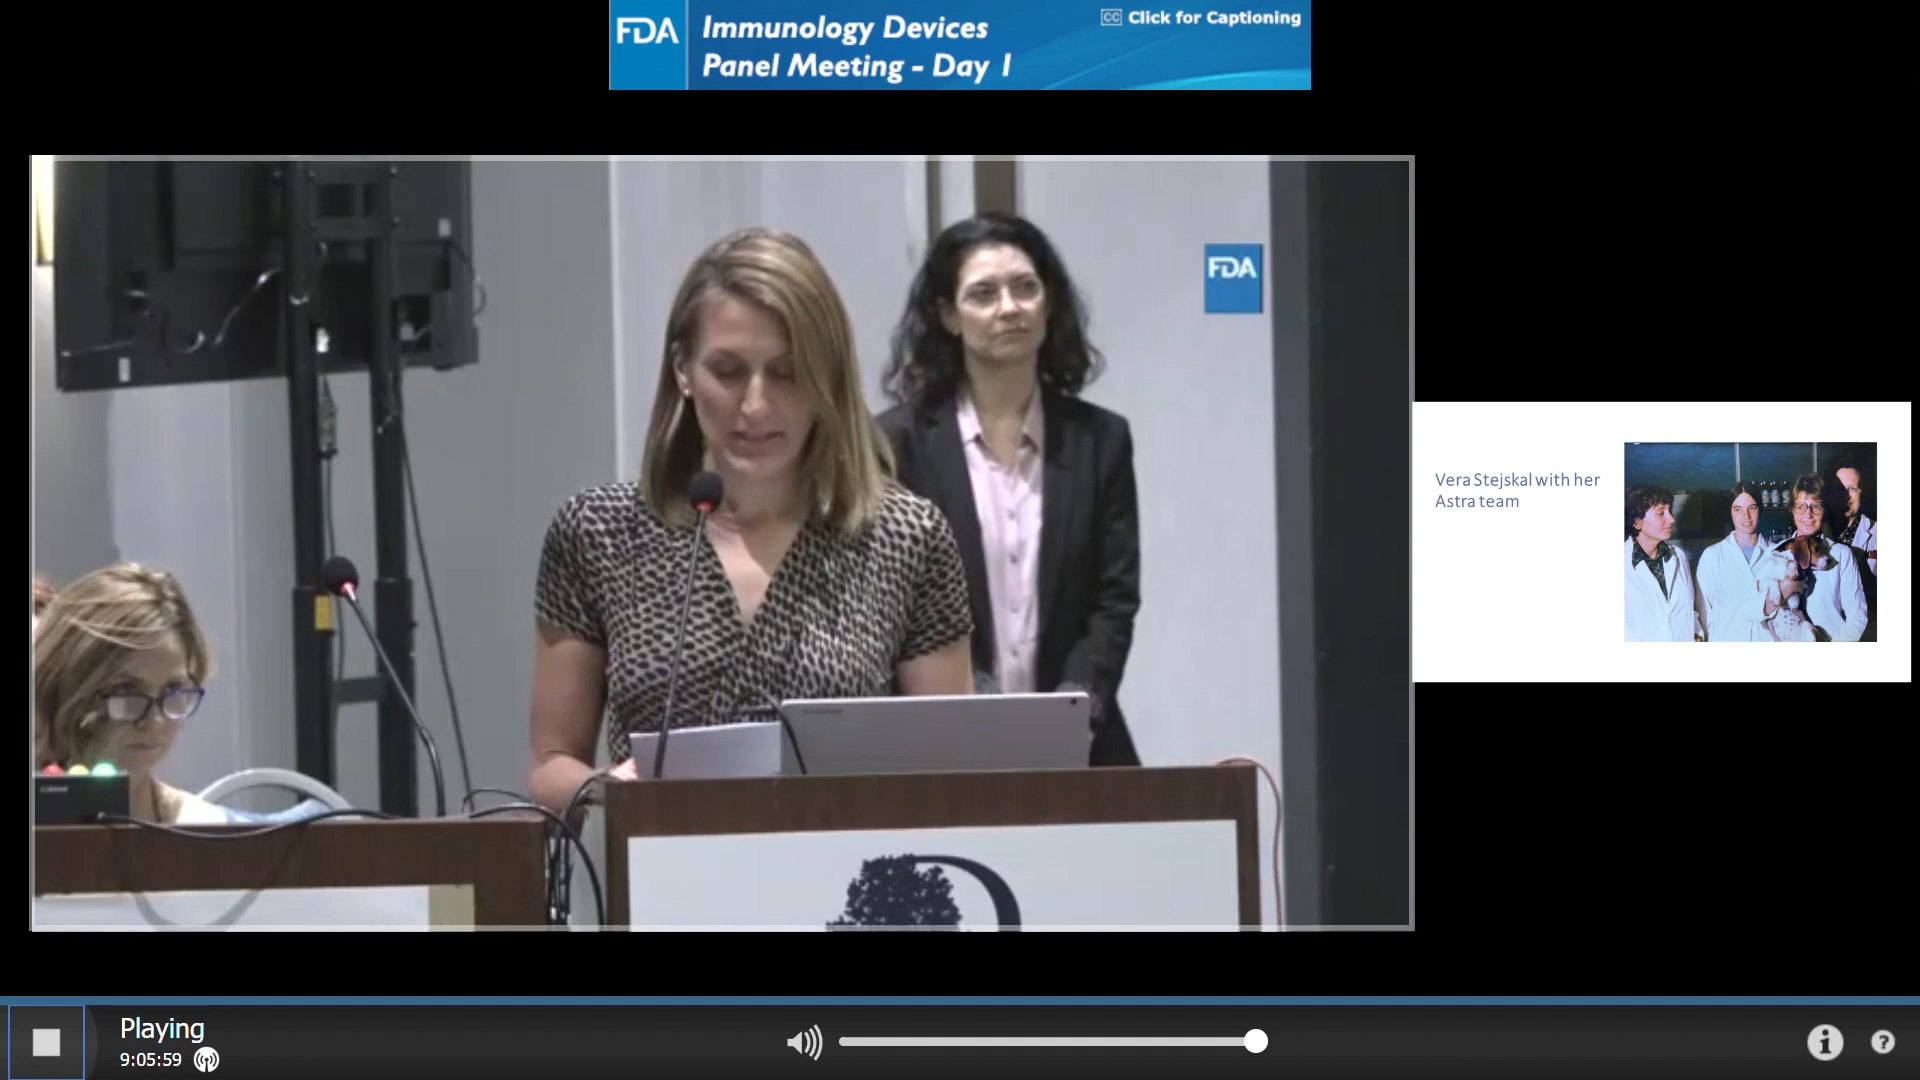 FDA
Immunology Devices
Panel Meeting - Day 1
CC Click for Captioning
FDA
Vera Stejskal with her
Astra team
Playing
9:05:59
i
?